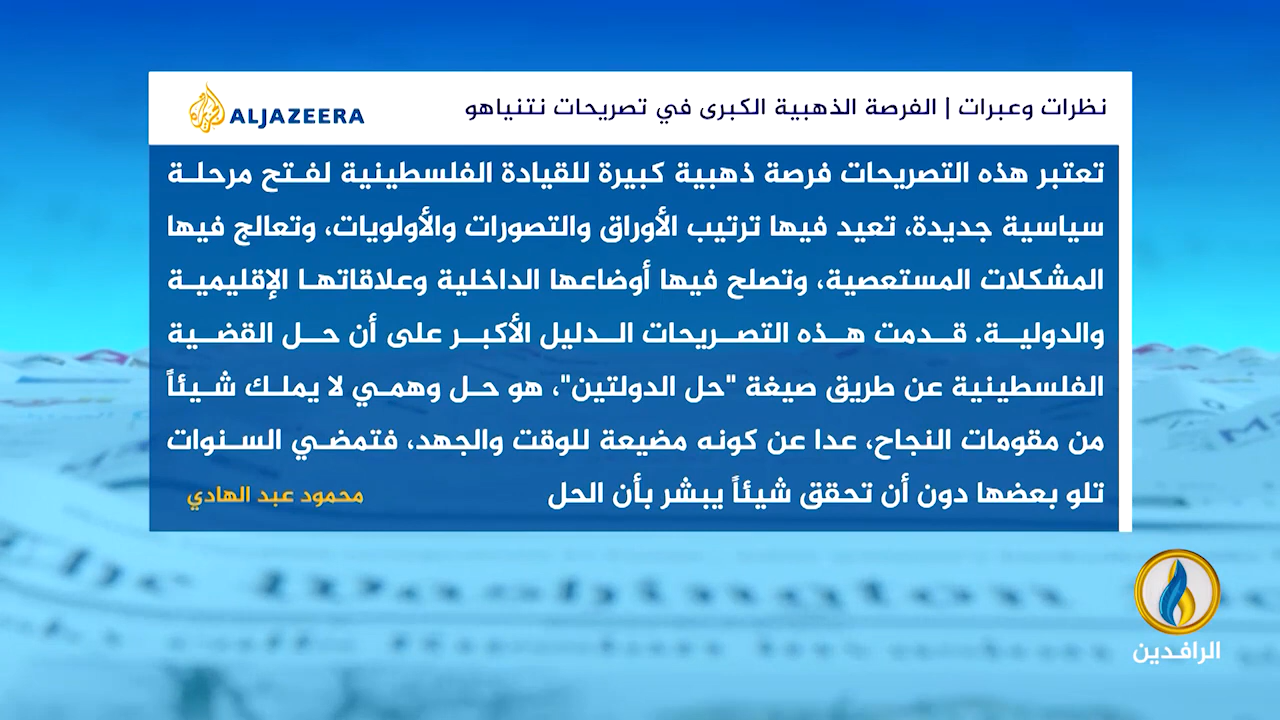 نظرات وعبرات | الفرصة الذهبية الكبرى في تصريحات نتنياهو
ALJAZEERA
تعتبر هذه التصريحات فرصة ذهبية كبيرة للقيادة الفلسطينية لفتح مرحلة
سياسية جديدة، تعيد فيها ترتيب الأوراق والتصورات والأولويات، وتعالج فيها
المشكلات المستعصية، وتصلح فيها أوضاعها الداخلية وعلاقاتها الإقليمية
والدولية. قدمت هذه التصريحات الدليل الأكبر على أن حل القضية
الفلسطينية عن طريق صيغة "حل الدولتين"، هو حل وهمي لا يملك شيئاً
من مقومات النجاح، عدا عن كونه مضيعة للوقت والجهد، فتمضي السنوات
تلو بعضها دون أن تحقق شيئاً يبشر بأن الحل
محمود عبد الهادي
الرافدين